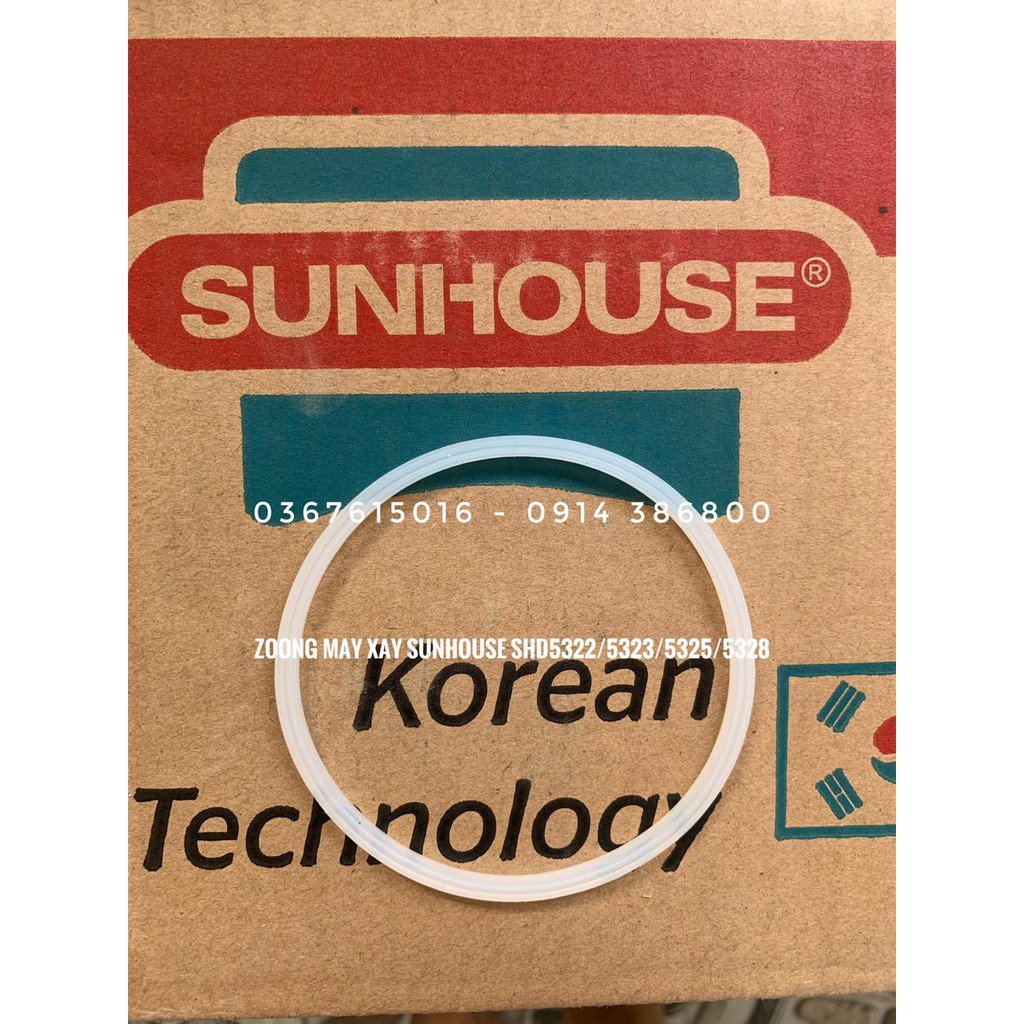 SUNHOUSE®
0367615016 - 0914 386800
ZOONG MAY XAY SUNHOUSE SHD5322/5323/5325/5328
Korean
Technology